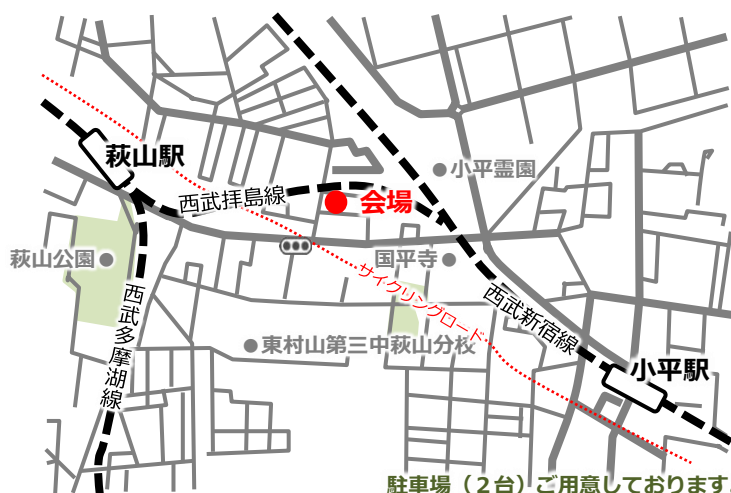 萩山駅
小平霊園
西武拝島線
会場
萩山公園
国平寺
サイクリングロード
西武多摩湖線
西武新宿線
東村山第三中萩山分校
小平駅
駐車場（２台）ご用意しております。